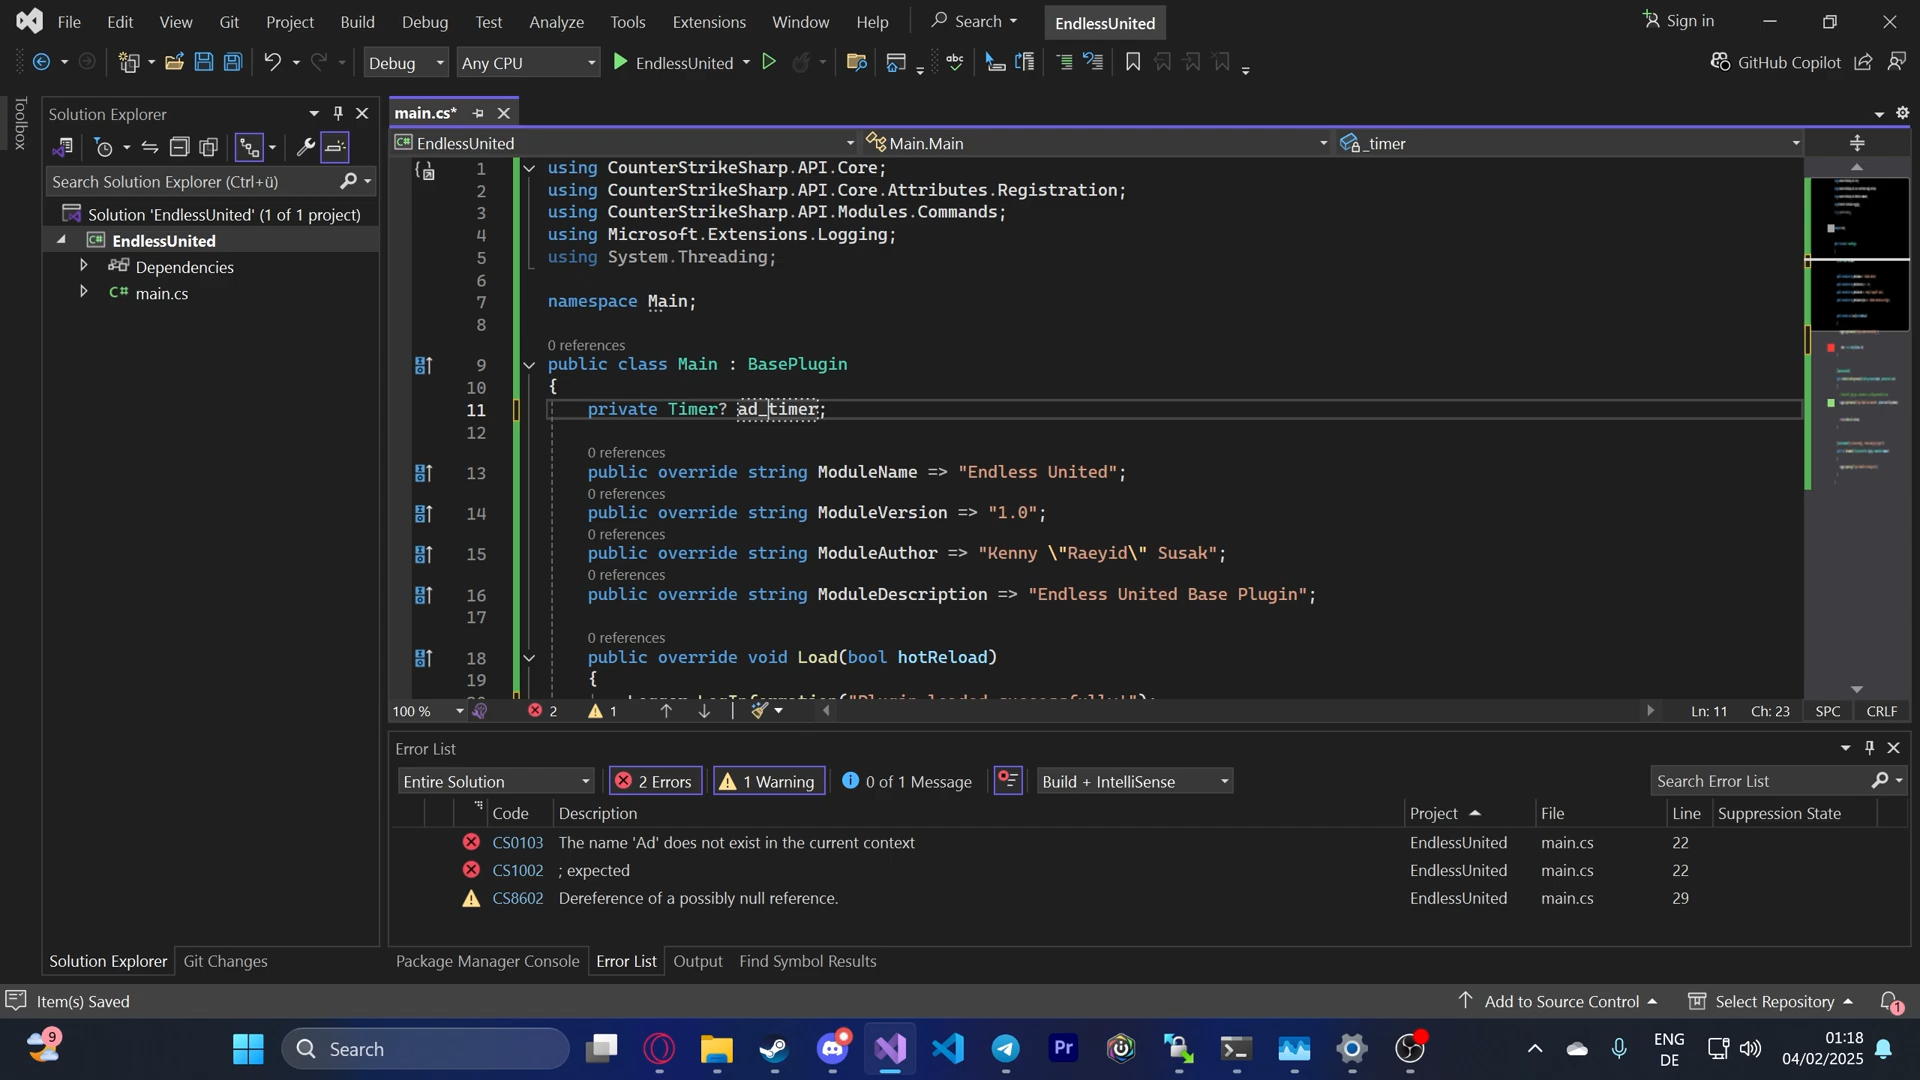 File Edit View Git Project Build Debug Test Analyze Tools Extensions Window Help Search EndlessUnited Sign in
Debug Any CPU EndlessUnited abc GitHub Copilot
Toolbox
Solution Explorer
Search Solution Explorer (Ctrl+ü)
Solution 'EndlessUnited' (1 of 1 project)
C# EndlessUnited
Dependencies
C# main.cs
main.cs*
C# EndlessUnited Main.Main _timer
1 using CounterStrikeSharp.API.Core;
2 using CounterStrikeSharp.API.Core.Attributes.Registration;
3 using CounterStrikeSharp.API.Modules.Commands;
4 using Microsoft.Extensions.Logging;
5 using System.Threading;
6
7 namespace Main;
8
0 references
9 public class Main : BasePlugin
10 {
11 private Timer? ad_timer;
12
0 references
13 public override string ModuleName => "Endless United";
0 references
14 public override string ModuleVersion => "1.0";
0 references
15 public override string ModuleAuthor => "Kenny \"Raeyid\" Susak";
0 references
16 public override string ModuleDescription => "Endless United Base Plugin";
17
0 references
18 public override void Load(bool hotReload)
19 {
20 Logger.LogInformation("Plugin loaded successfully!");
100 % 2 1 Ln: 11 Ch: 23 SPC CRLF
Error List
Entire Solution 2 Errors 1 Warning 0 of 1 Message Build + IntelliSense Search Error List
Code Description Project File Line Suppression State
CS0103 The name 'Ad' does not exist in the current context EndlessUnited main.cs 22
CS1002 ; expected EndlessUnited main.cs 22
CS8602 Dereference of a possibly null reference. EndlessUnited main.cs 29
Solution Explorer Git Changes Package Manager Console Error List Output Find Symbol Results
Item(s) Saved Add to Source Control Select Repository 1
9 Search Pr ENG DE 01:18 04/02/2025